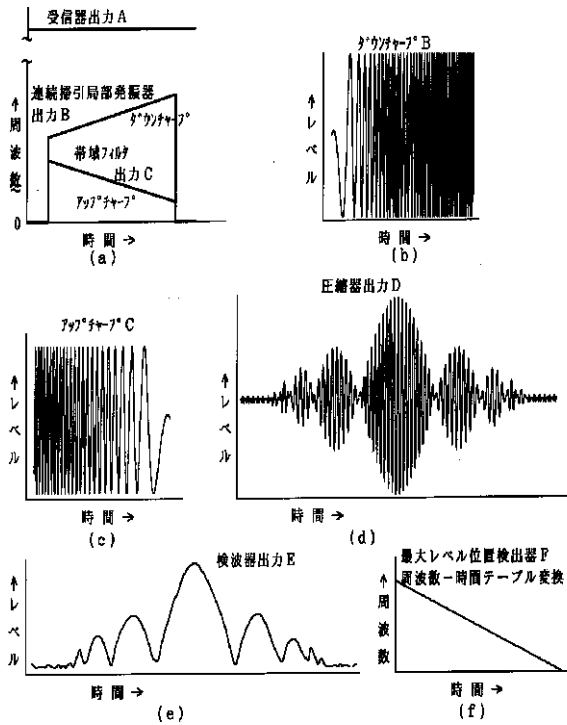 受信器出力A
連続掃引局部発振器
出力B
ダウンチャープ
帯域フィルタ
出力C
アップチャープ
↑周波数
0
時間→
(a)
ダウンチャープB
↑レベル
時間→
(b)
アップチャープC
↑レベル
時間→
(c)
圧縮器出力D
↑レベル
時間→
(d)
検波器出力E
↑レベル
時間→
(e)
最大レベル位置検出器F
周波数−時間テーブル変換
↑周波数
時間→
(f)